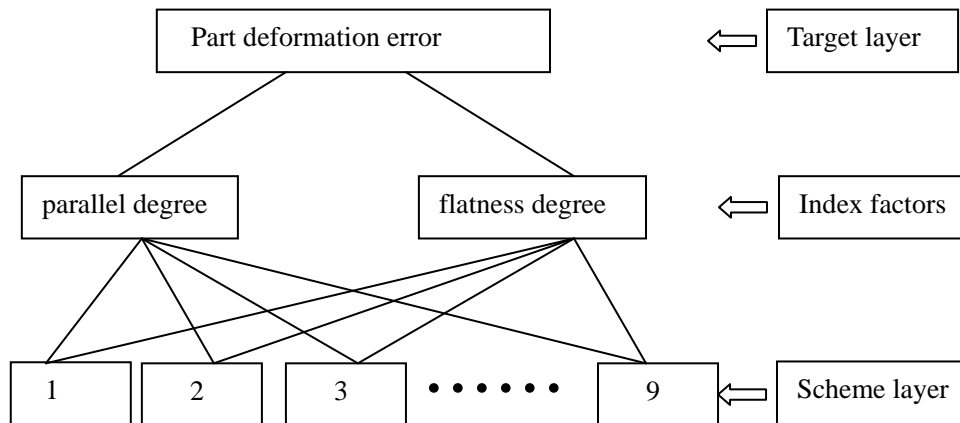 Part deformation error
Target layer
parallel degree
flatness degree
Index factors
1
2
3
••••••
9
Scheme layer